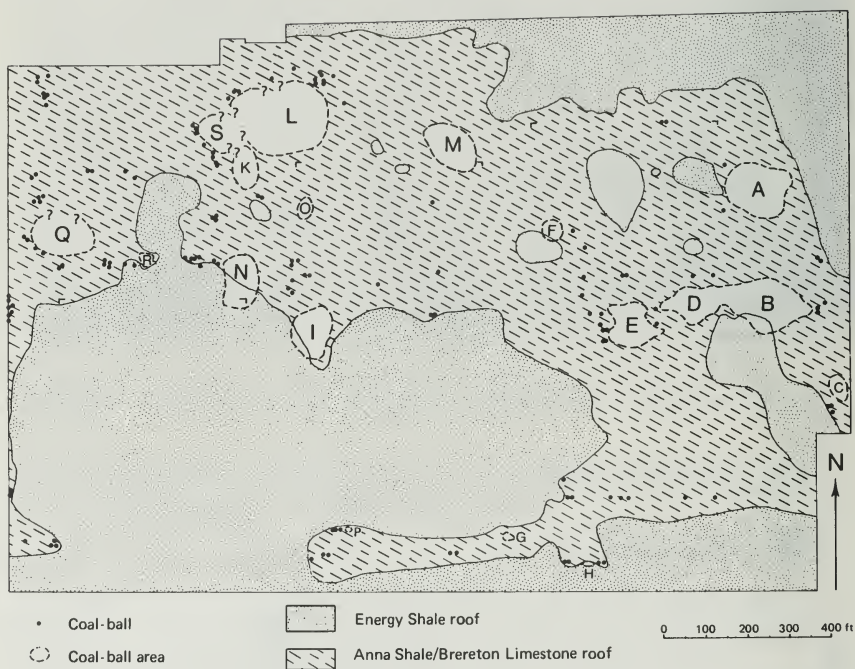 L
S
? ? ? ? ? ? ?
K
M
A
O
Q
? ?
F
R
N
D
B
E
I
C
N
P
G
H
Coal-ball
Energy Shale roof
0 100 200 300 400 ft
Coal-ball area
Anna Shale/Brereton Limestone roof